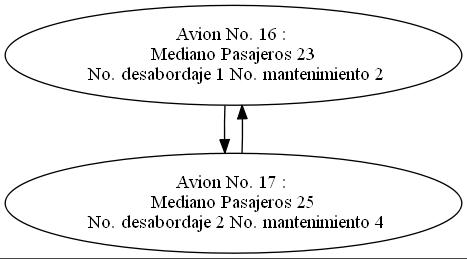 Avion No. 16 :
Mediano Pasajeros 23
No. desabordaje 1 No. mantenimiento 2
Avion No. 17 :
Mediano Pasajeros 25
No. desabordaje 2 No. mantenimiento 4